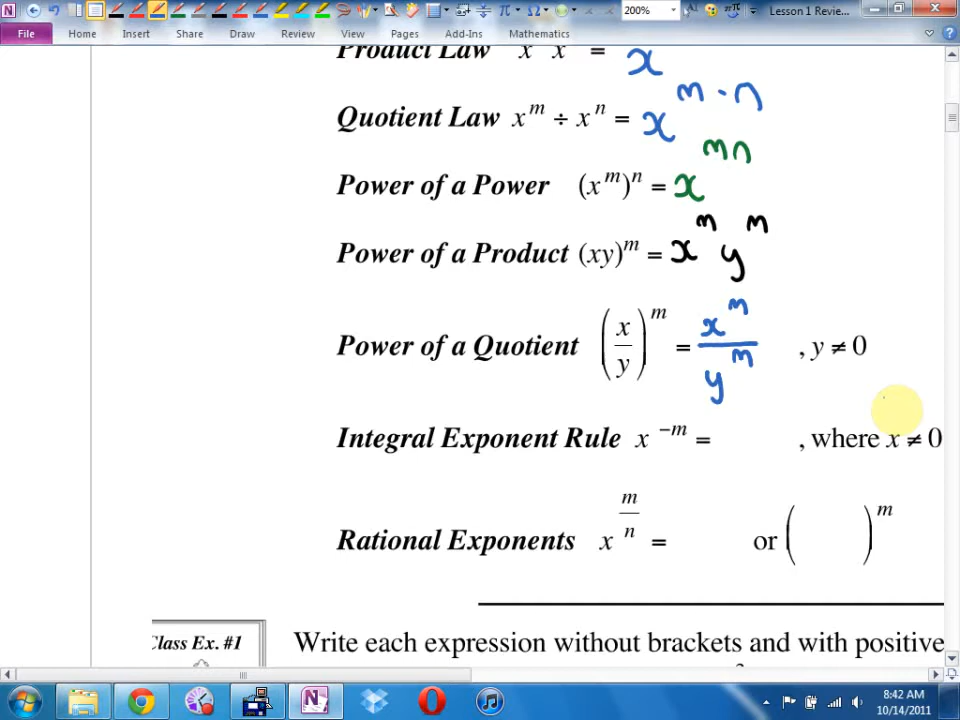 200% Lesson 1 Revie...
File Home Insert Share Draw Review Pages Add-Ins Mathematics
Product Law x x = x
Quotient Law x^m ÷ x^n = x^(m - n)
Power of a Power (x^m)^n = x^(mn)
Power of a Product (xy)^m = x^m y^m
Power of a Quotient (x/y)^m = x^m/y^m , y ≠ 0
Integral Exponent Rule x^(-m) = , where x ≠ 0
Rational Exponents x^(m/n) = or ( )^m
Class Ex. #1 Write each expression without brackets and with positive
8:42 AM
10/14/2011